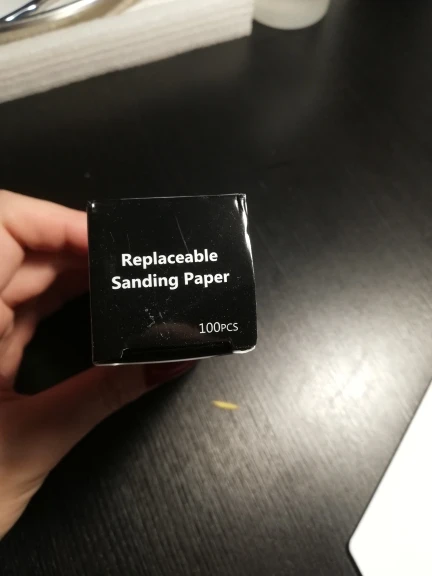 Replaceable
Sanding Paper
100PCS